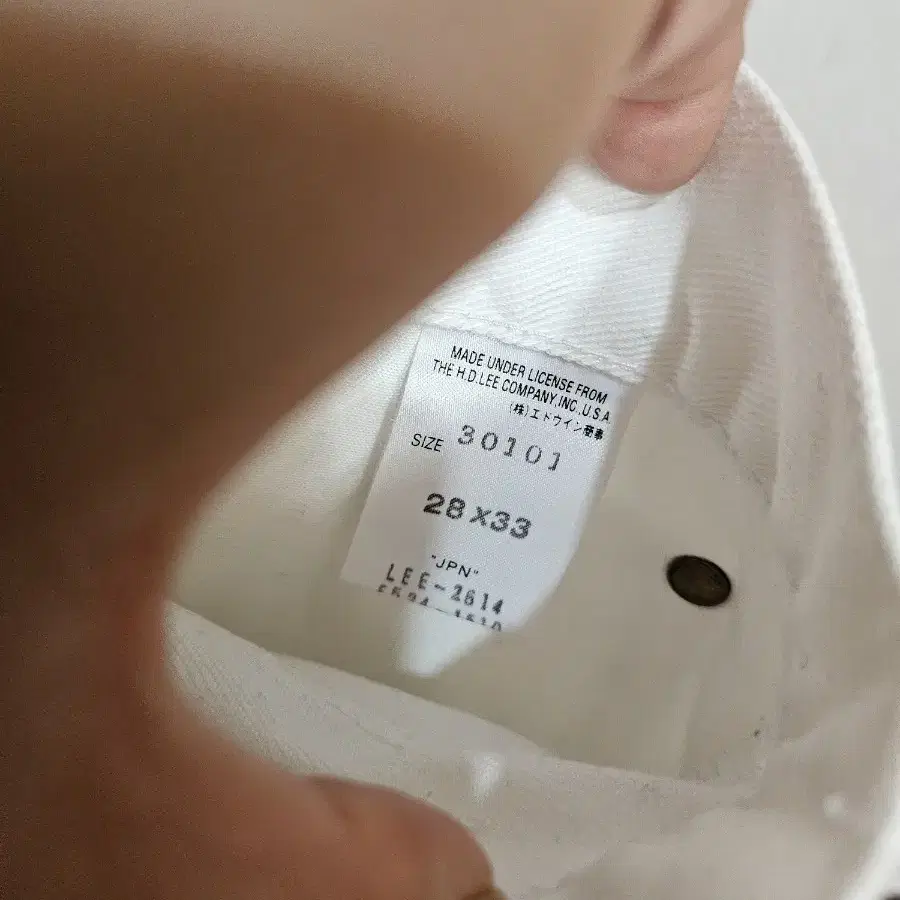 MADE UNDER LICENSE FROM
THE H.D.LEE COMPANY,INC.,U.S.A
(株)エドウイン商事
SIZE 30101
28X33
"JPN"
LEE-2614